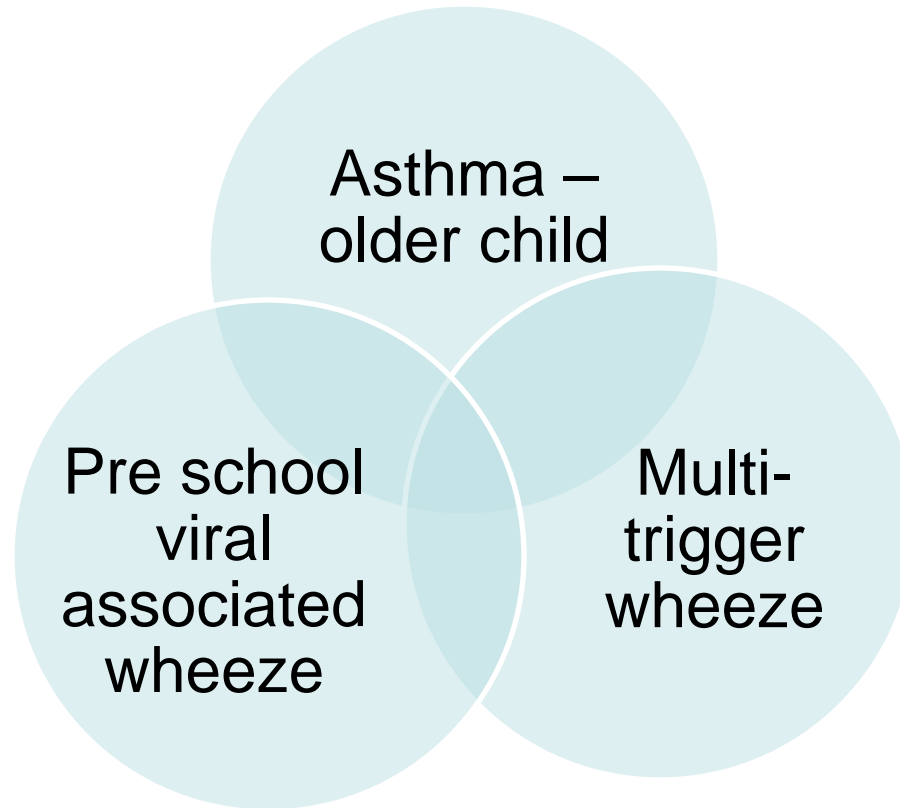 Asthma –
older child
Pre school
viral
associated
wheeze
Multi-
trigger
wheeze